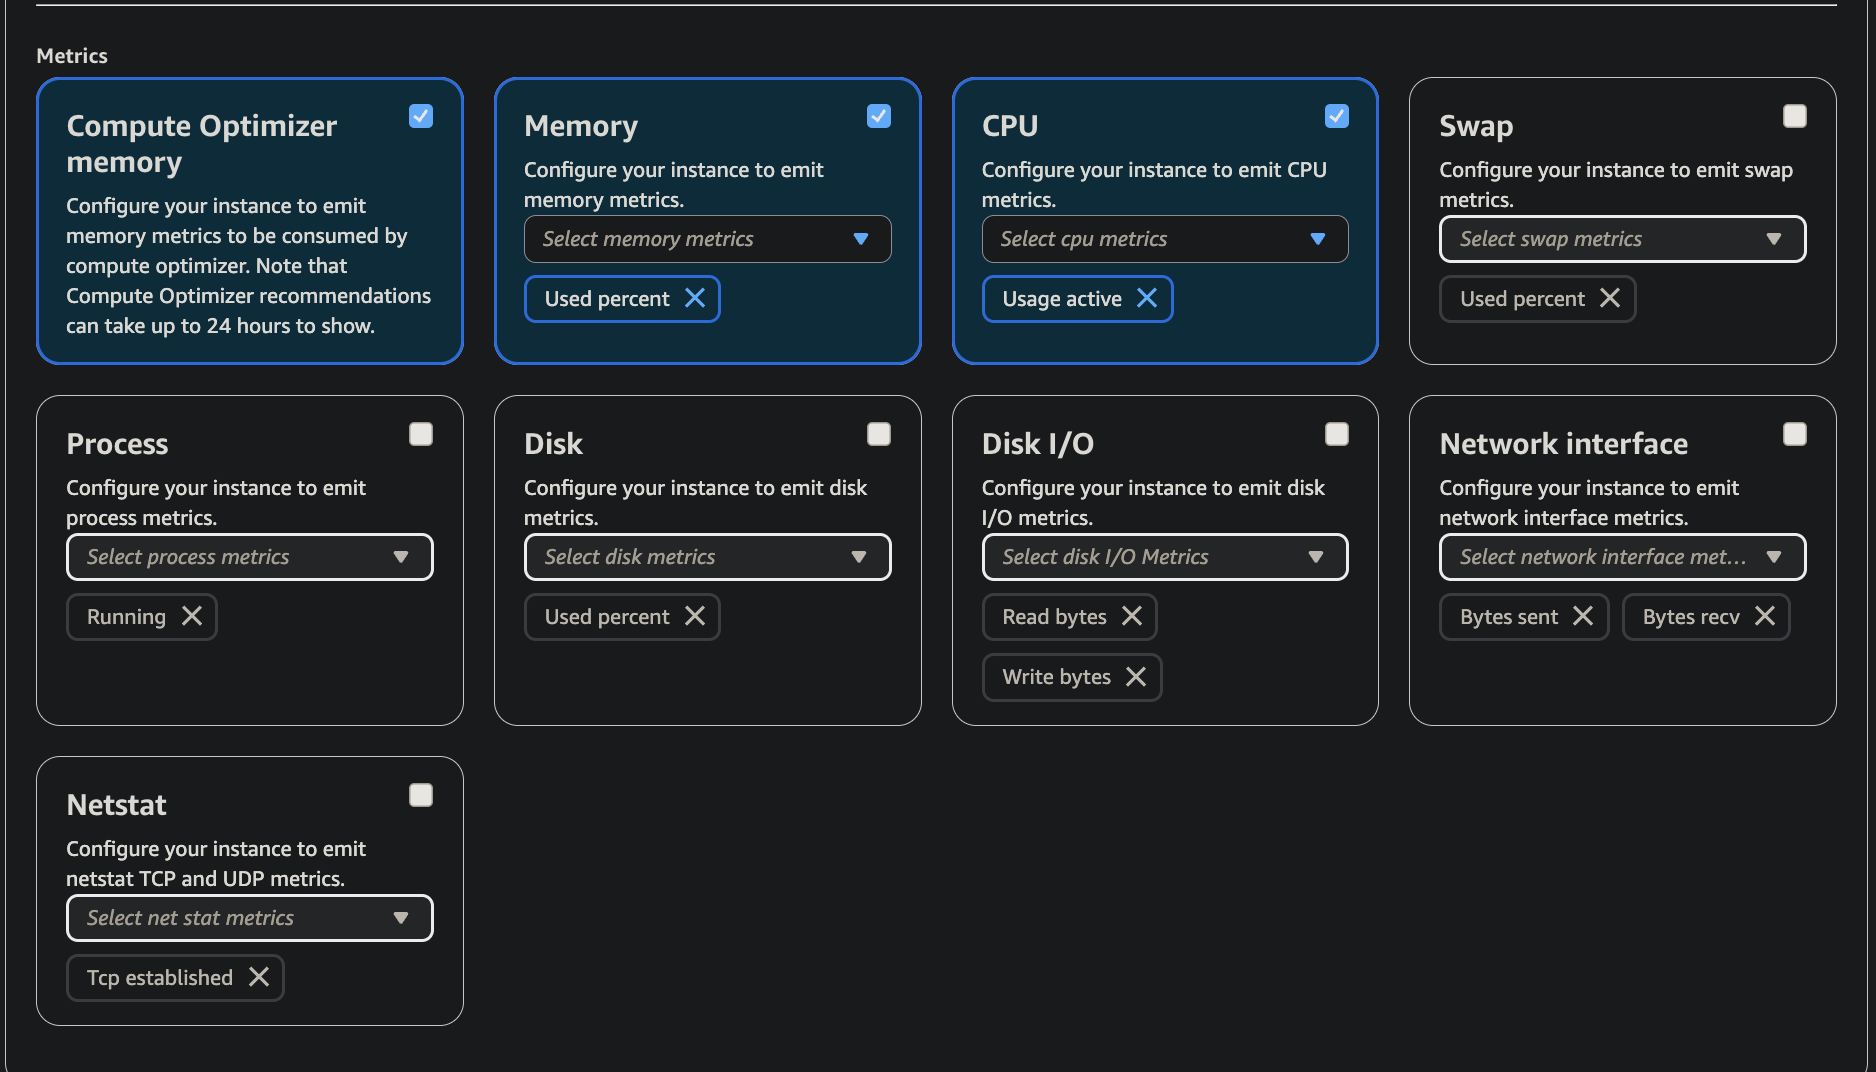 Metrics
Compute Optimizer
memory
Configure your instance to emit
memory metrics to be consumed by
compute optimizer. Note that
Compute Optimizer recommendations
can take up to 24 hours to show.
Memory
Configure your instance to emit
memory metrics.
Select memory metrics
Used percent
CPU
Configure your instance to emit CPU
metrics.
Select cpu metrics
Usage active
Swap
Configure your instance to emit swap
metrics.
Select swap metrics
Used percent
Process
Configure your instance to emit
process metrics.
Select process metrics
Running
Disk
Configure your instance to emit disk
metrics.
Select disk metrics
Used percent
Disk I/O
Configure your instance to emit disk
I/O metrics.
Select disk I/O Metrics
Read bytes
Write bytes
Network interface
Configure your instance to emit
network interface metrics.
Select network interface met...
Bytes sent
Bytes recv
Netstat
Configure your instance to emit
netstat TCP and UDP metrics.
Select net stat metrics
Tcp established